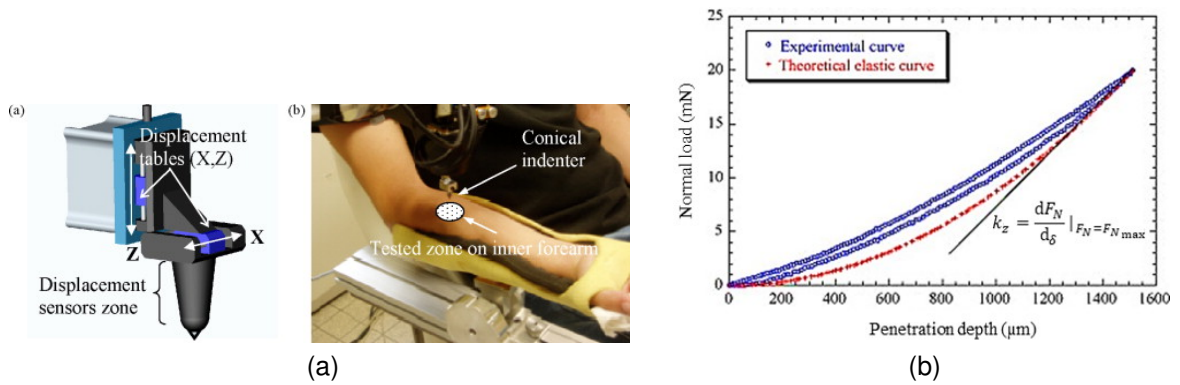 (a)
Displacement
tables (X,Z)
X
Z
Displacement
sensors zone
(b)
Conical
indenter
Tested zone on inner forearm
(a)
25
20
15
10
5
0
Normal load (mN)
Experimental curve
Theoretical elastic curve
k_z = dF_N/d_δ |F_N=F_N max
0 200 400 600 800 1000 1200 1400 1600
Penetration depth (μm)
(b)